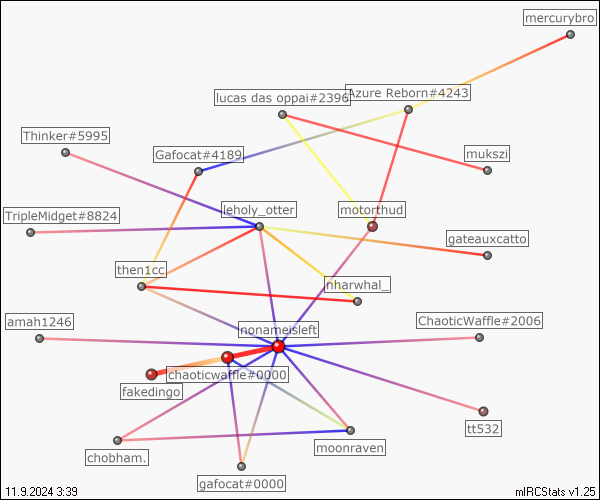 mercurybro
lucas das oppai#2396
Azure Reborn#4243
Thinker#5995
Gafocat#4189
mukszi
TripleMidget#8824
leholy_otter
motorthud
gateauxcatto
then1cc
nharwhal_
amah1246
nonameisleft
ChaoticWaffle#2006
chaoticwaffle#0000
fakedingo
tt532
moonraven
chobham.
gafocat#0000
11.9.2024 3:39
mIRCStats v1.25